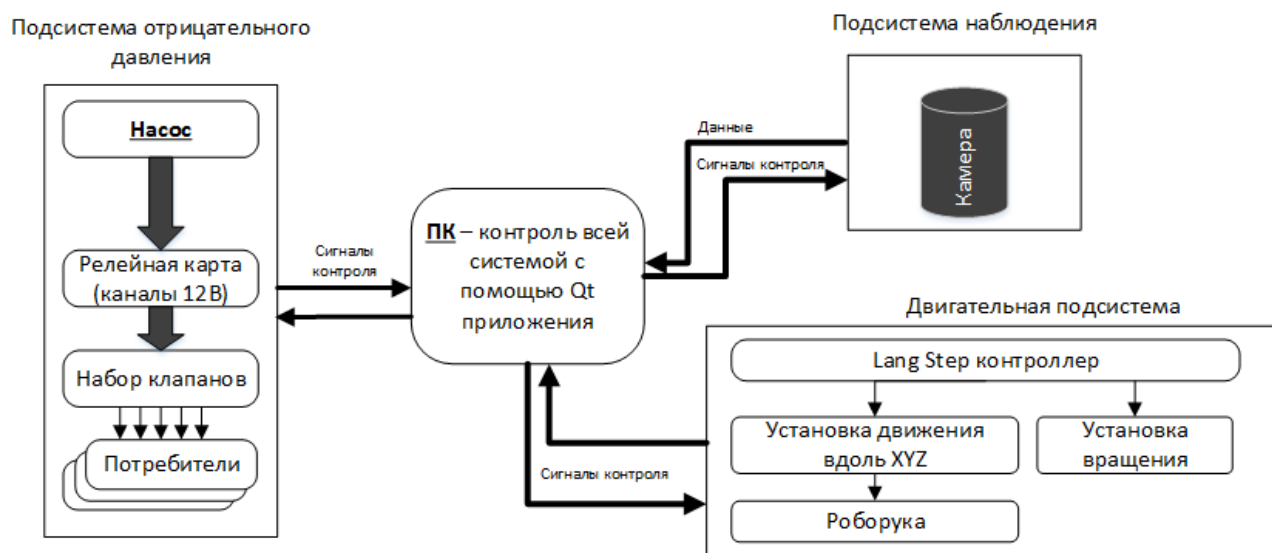 Подсистема отрицательного
давления
Насос
Релейная карта
(каналы 12В)
Набор клапанов
Потребители
Сигналы
контроля
ПК – контроль всей
системой с
помощью Qt
приложения
Подсистема наблюдения
Данные
Сигналы контроля
Камера
Двигательная подсистема
Lang Step контроллер
Установка движения
вдоль XYZ
Установка
вращения
Роборука
Сигналы контроля